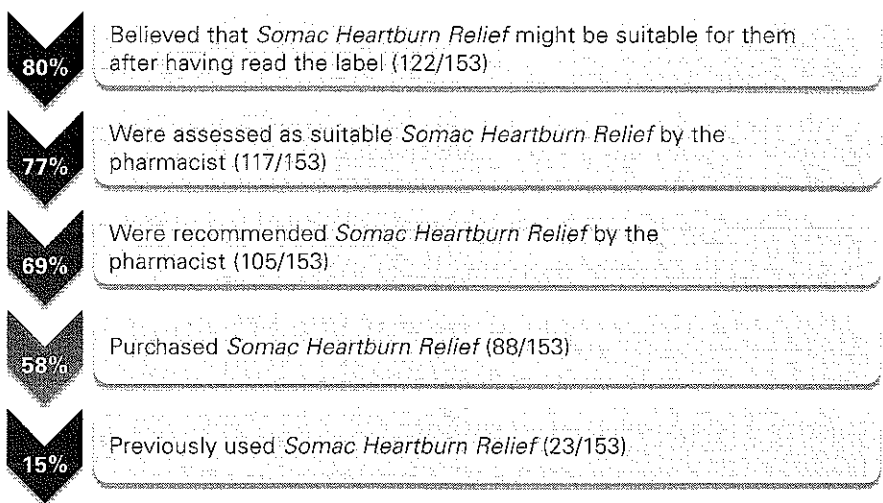 80%
Believed that Somac Heartburn Relief might be suitable for them
after having read the label (122/153)
77%
Were assessed as suitable Somac Heartburn Relief by the
pharmacist (117/153)
69%
Were recommended Somac Heartburn Relief by the
pharmacist (105/153)
58%
Purchased Somac Heartburn Relief (88/153)
15%
Previously used Somac Heartburn Relief (23/153)